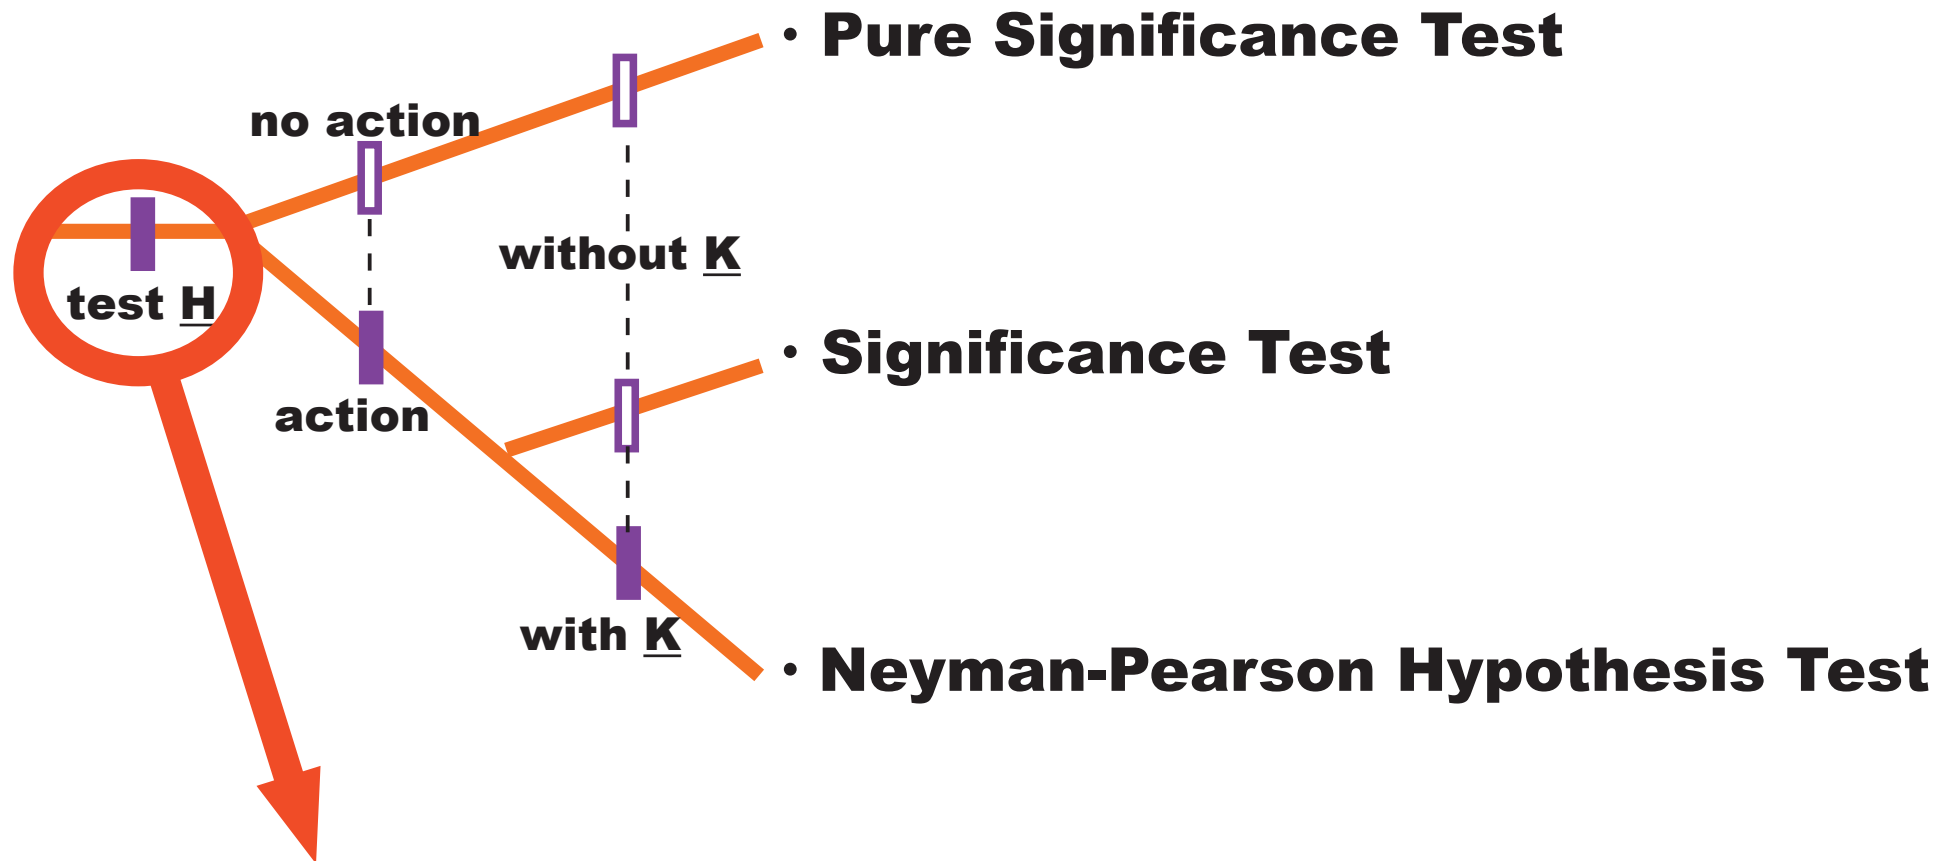 · Pure Significance Test
no action
without K
test H
· Significance Test
action
with K
· Neyman-Pearson Hypothesis Test